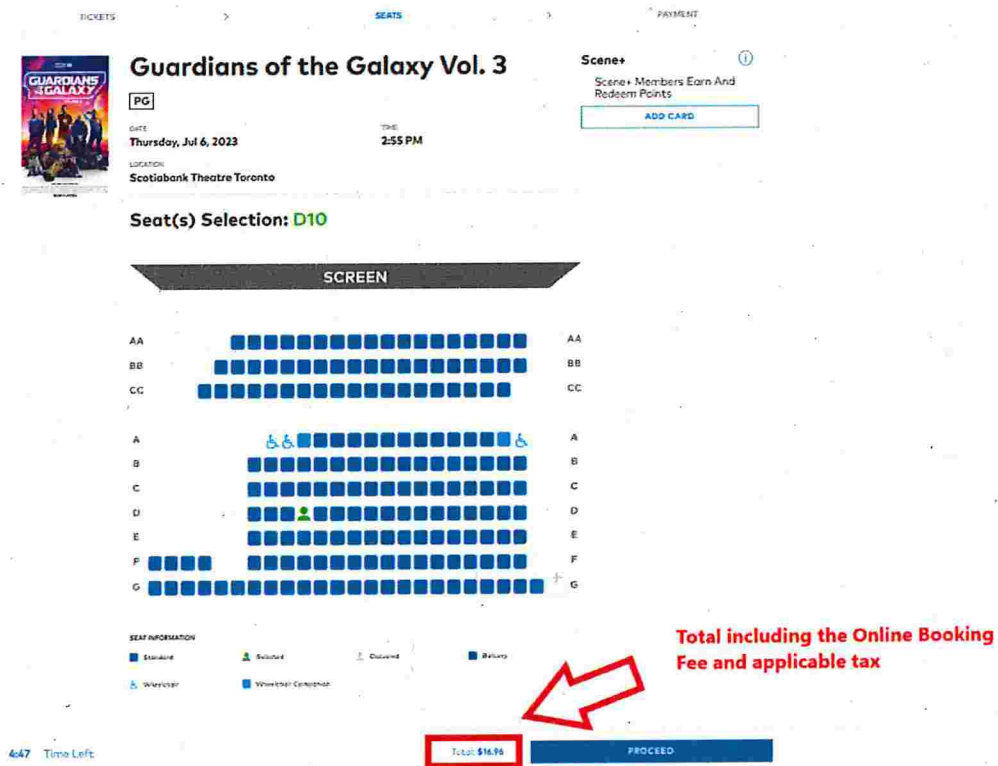 TICKETS > SEATS > PAYMENT
Guardians of the Galaxy Vol. 3
PG
DATE
Thursday, Jul 6, 2023
TIME
2:55 PM
LOCATION
Scotiabank Theatre Toronto
Scene+
Scene+ Members Earn And
Redeem Points
ADD CARD
GUARDIANS
GALAXY
Seat(s) Selection: D10
SCREEN
AA AA
BB BB
CC CC
A A
B B
C C
D D
E E
F F
G G
SEAT INFORMATION
Standard Selected Occupied Balcony
Wheelchair Wheelchair Companion
Total including the Online Booking
Fee and applicable tax
4:47 Time Left
Total: $16.96
PROCEED